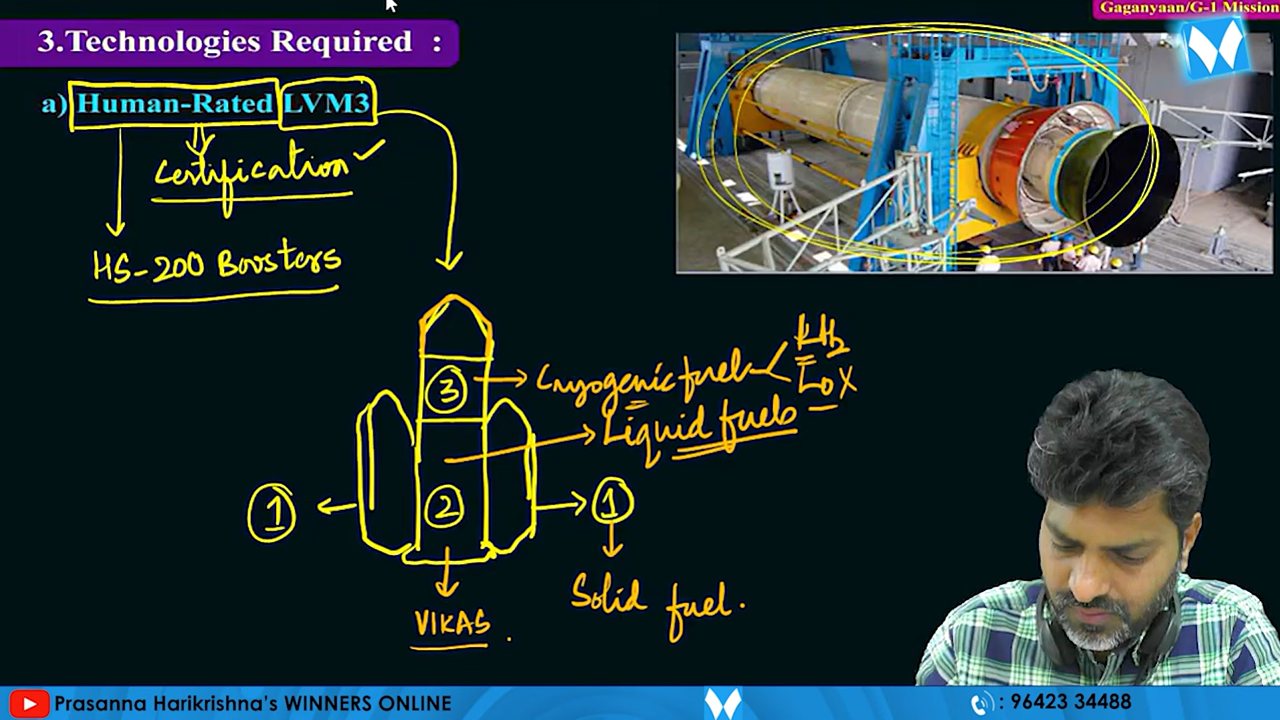 Gaganyaan/G-1 Mission
3.Technologies Required :
a) Human-Rated LVM3
Certification
HS-200 Boosters
3
Cryogenic fuel
LH2
LOX
Liquid fuels
1
2
1
VIKAS
Solid fuel.
Prasanna Harikrishna's WINNERS ONLINE
: 96423 34488